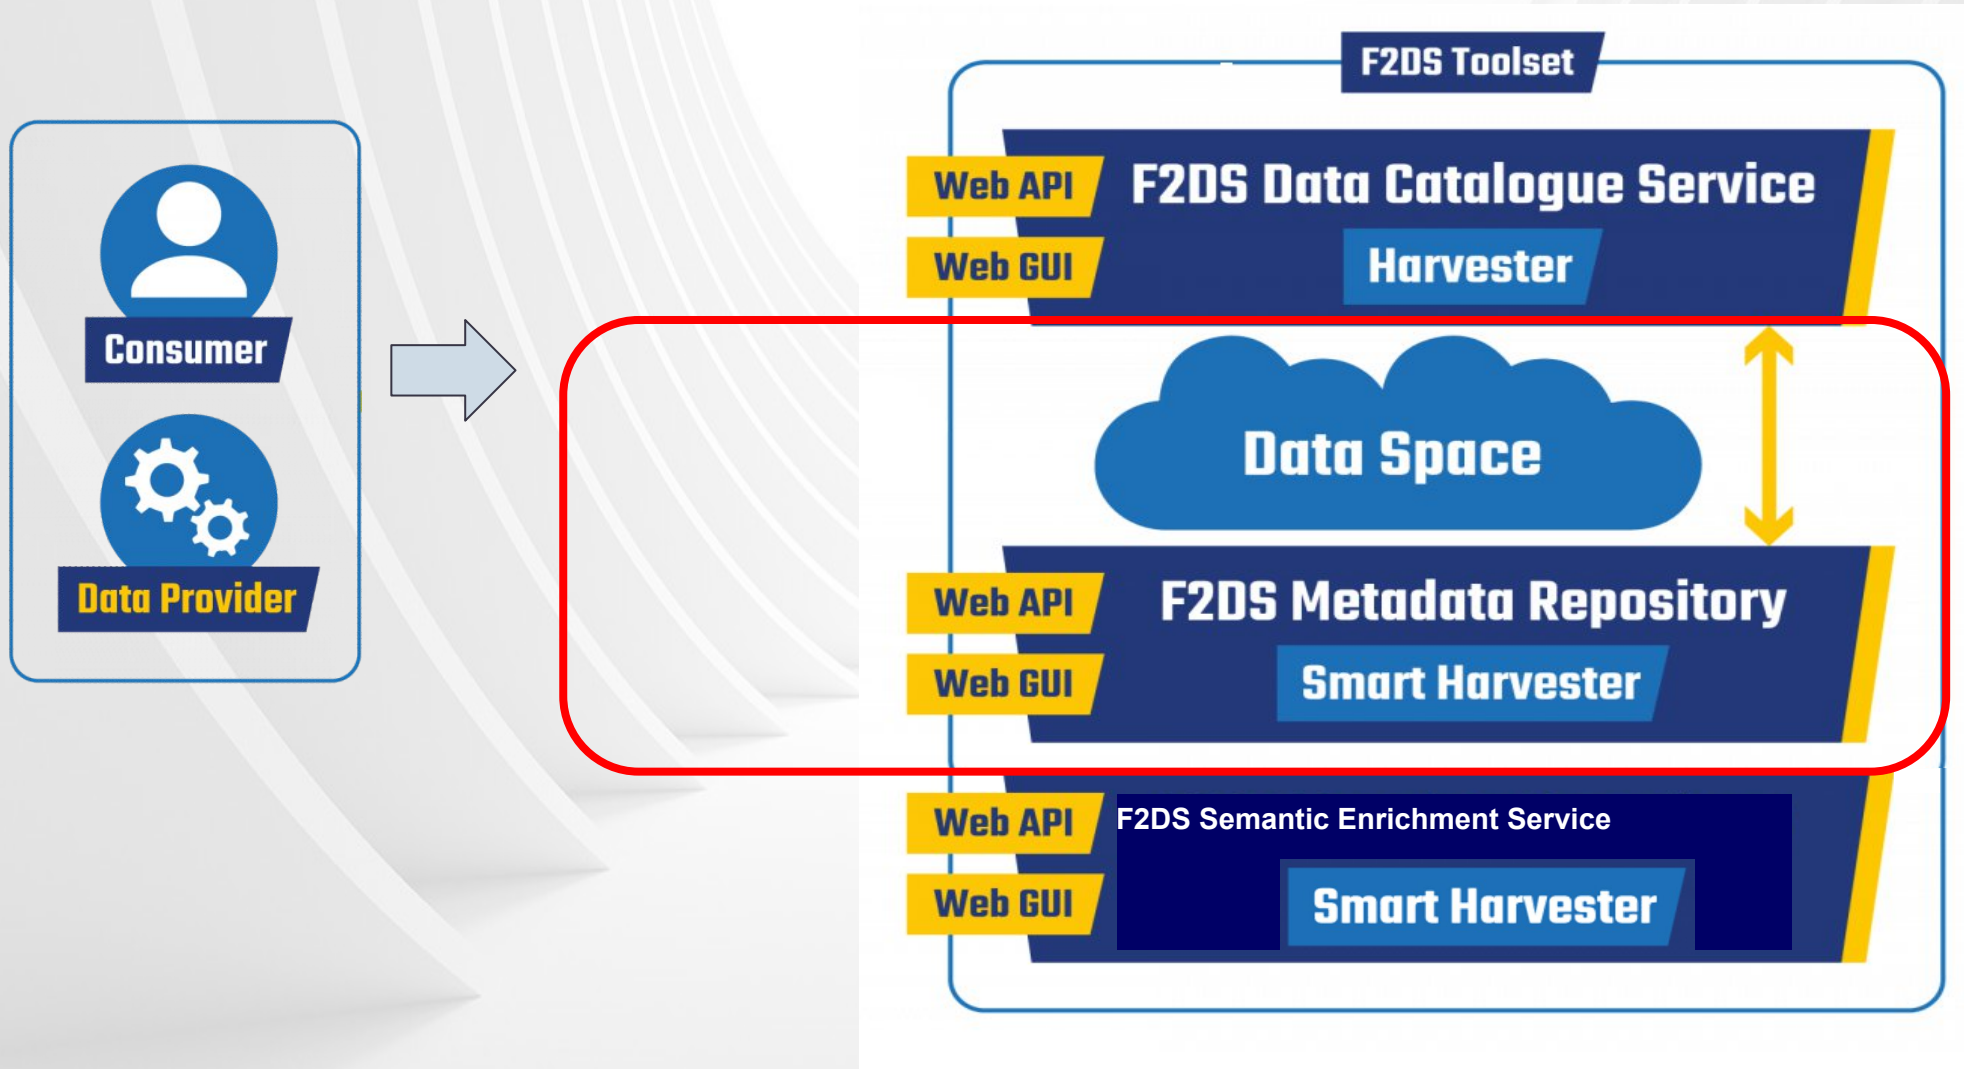 Consumer
Data Provider
F2DS Toolset
Web API
F2DS Data Catalogue Service
Web GUI
Harvester
Data Space
Web API
F2DS Metadata Repository
Web GUI
Smart Harvester
Web API
F2DS Semantic Enrichment Service
Web GUI
Smart Harvester